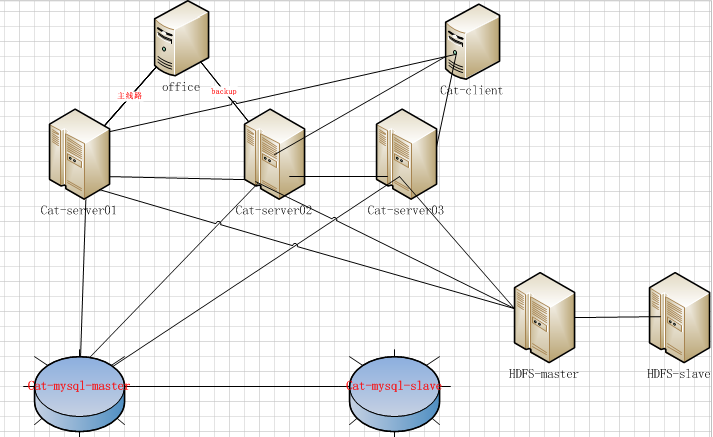 office
主线路
backup
Cat-client
Cat-server01
Cat-server02
Cat-server03
HDFS-master
HDFS-slave
Cat-mysql-master
Cat-mysql-slave